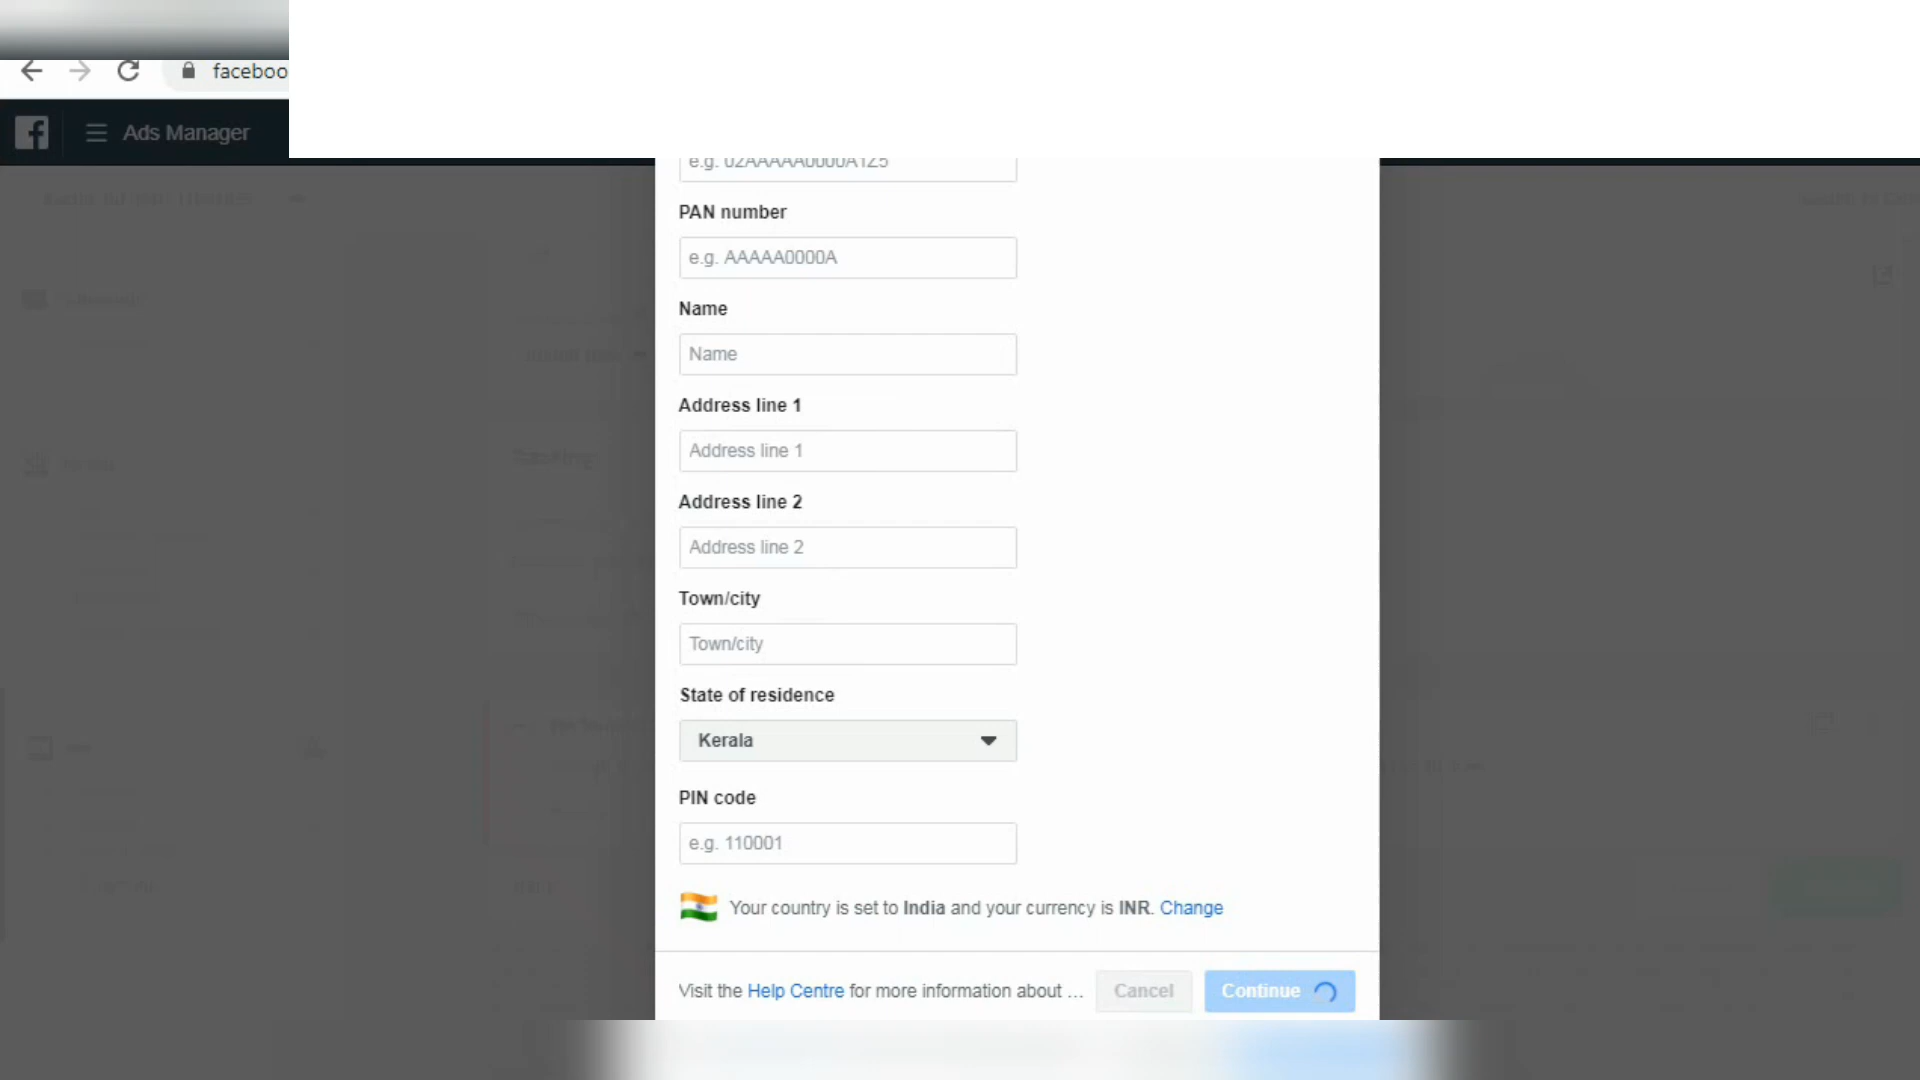 faceboo
Ads Manager
e.g. 02AAAAA0000A1Z5
PAN number
e.g. AAAAA0000A
Name
Name
Address line 1
Address line 1
Address line 2
Address line 2
Town/city
Town/city
State of residence
Kerala
PIN code
e.g. 110001
Your country is set to India and your currency is INR. Change
Visit the Help Centre for more information about ...
Cancel
Continue